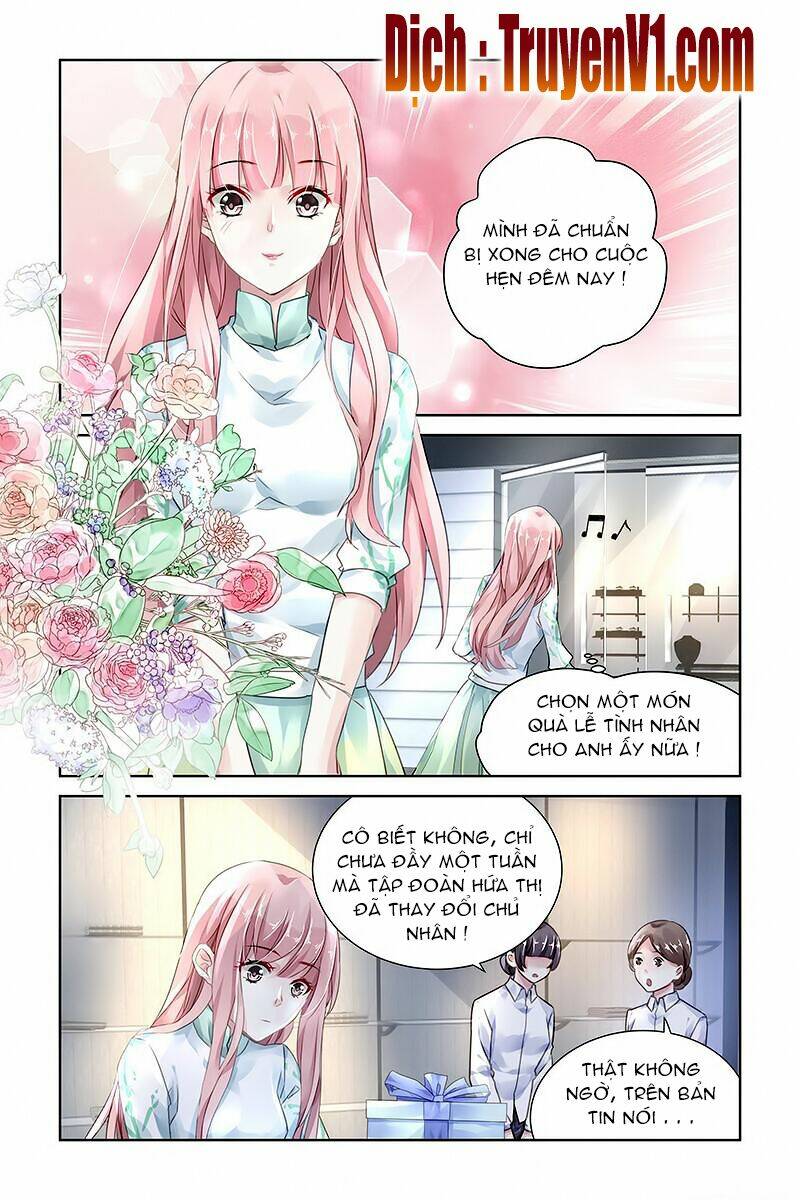 Dịch : TruyenV1.com
MÌNH ĐÃ CHUẨN
BỊ XONG CHO CUỘC
HẸN ĐÊM NAY !
CHỌN MỘT MÓN
QUÀ LỄ TÌNH NHÂN
CHO ANH ẤY NỮA !
CÔ BIẾT KHÔNG, CHỈ
CHƯA ĐẦY MỘT TUẦN
MÀ TẬP ĐOÀN HỨA THỊ
ĐÃ THAY ĐỔI CHỦ
NHÂN !
THẬT KHÔNG
NGỜ, TRÊN BẢN
TIN NÓI . . .